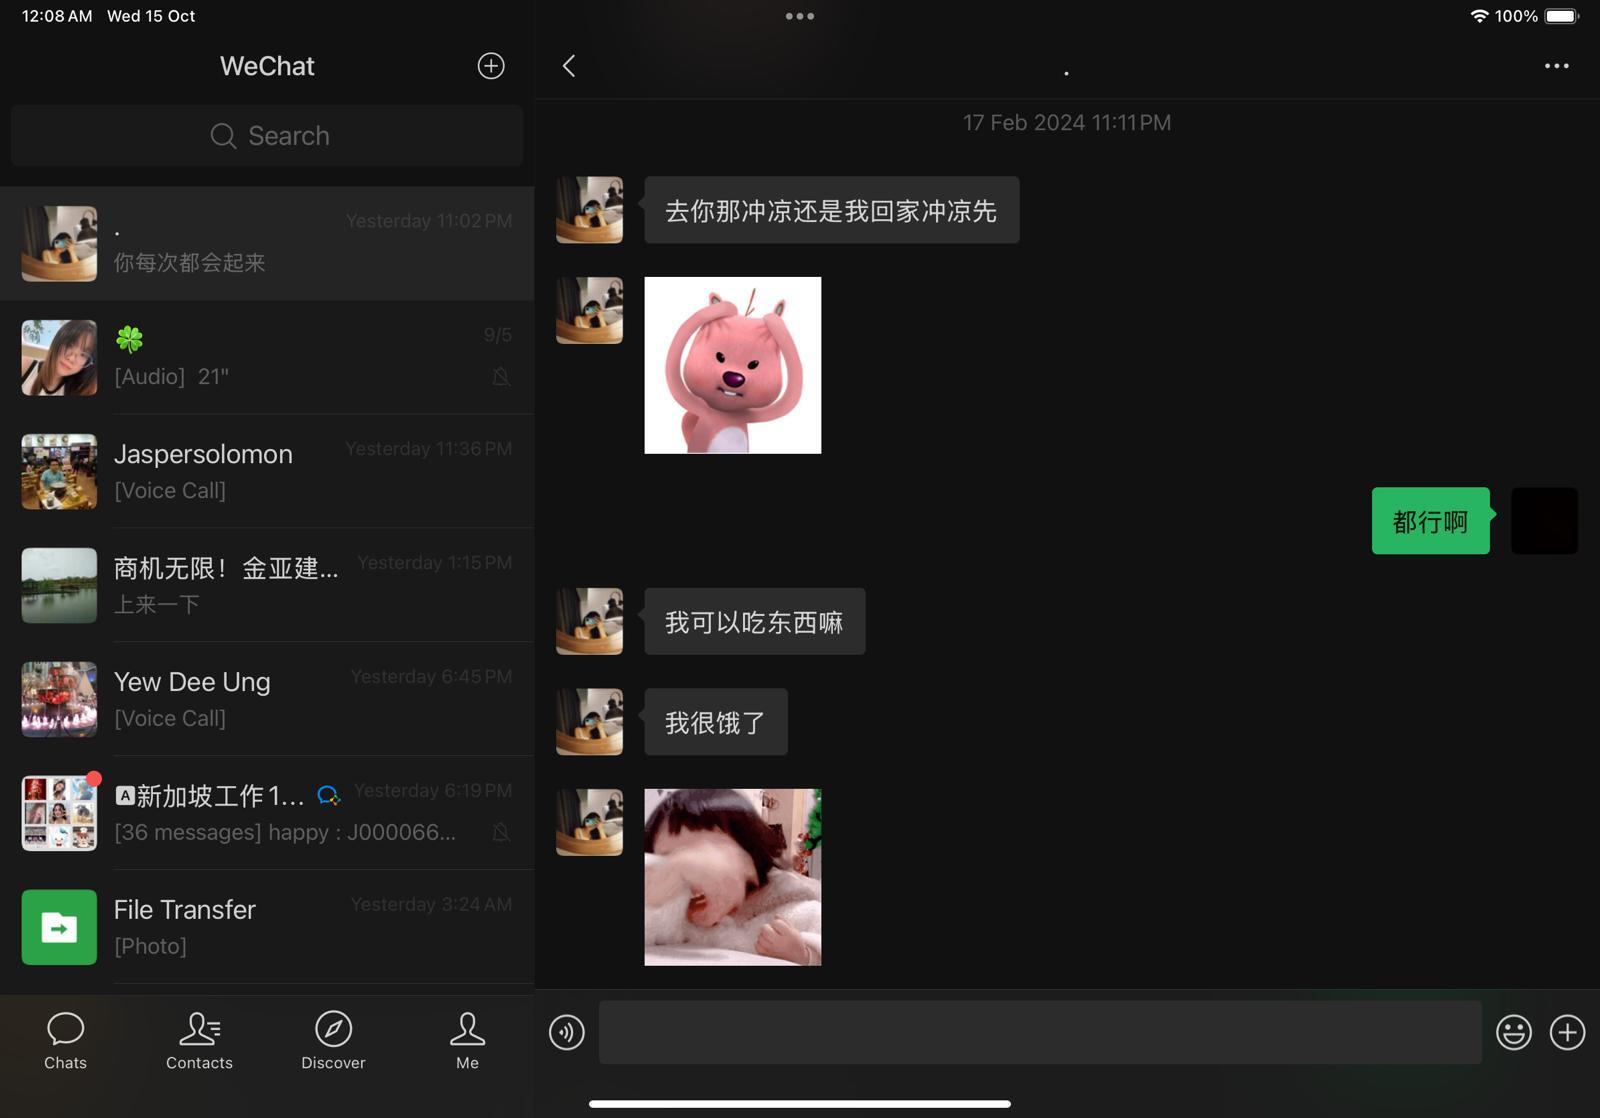 12:08 AM Wed 15 Oct
100%
WeChat
Search
.
Yesterday 11:02 PM
你每次都会起来
9/5
[Audio] 21"
Jaspersolomon
Yesterday 11:36 PM
[Voice Call]
商机无限！金亚建...
Yesterday 1:15 PM
上来一下
Yew Dee Ung
Yesterday 6:45 PM
[Voice Call]
A新加坡工作1...
Yesterday 6:19 PM
[36 messages] happy : J000066...
File Transfer
Yesterday 3:24 AM
[Photo]
Chats
Contacts
Discover
Me
.
17 Feb 2024 11:11 PM
去你那冲凉还是我回家冲凉先
都行啊
我可以吃东西嘛
我很饿了